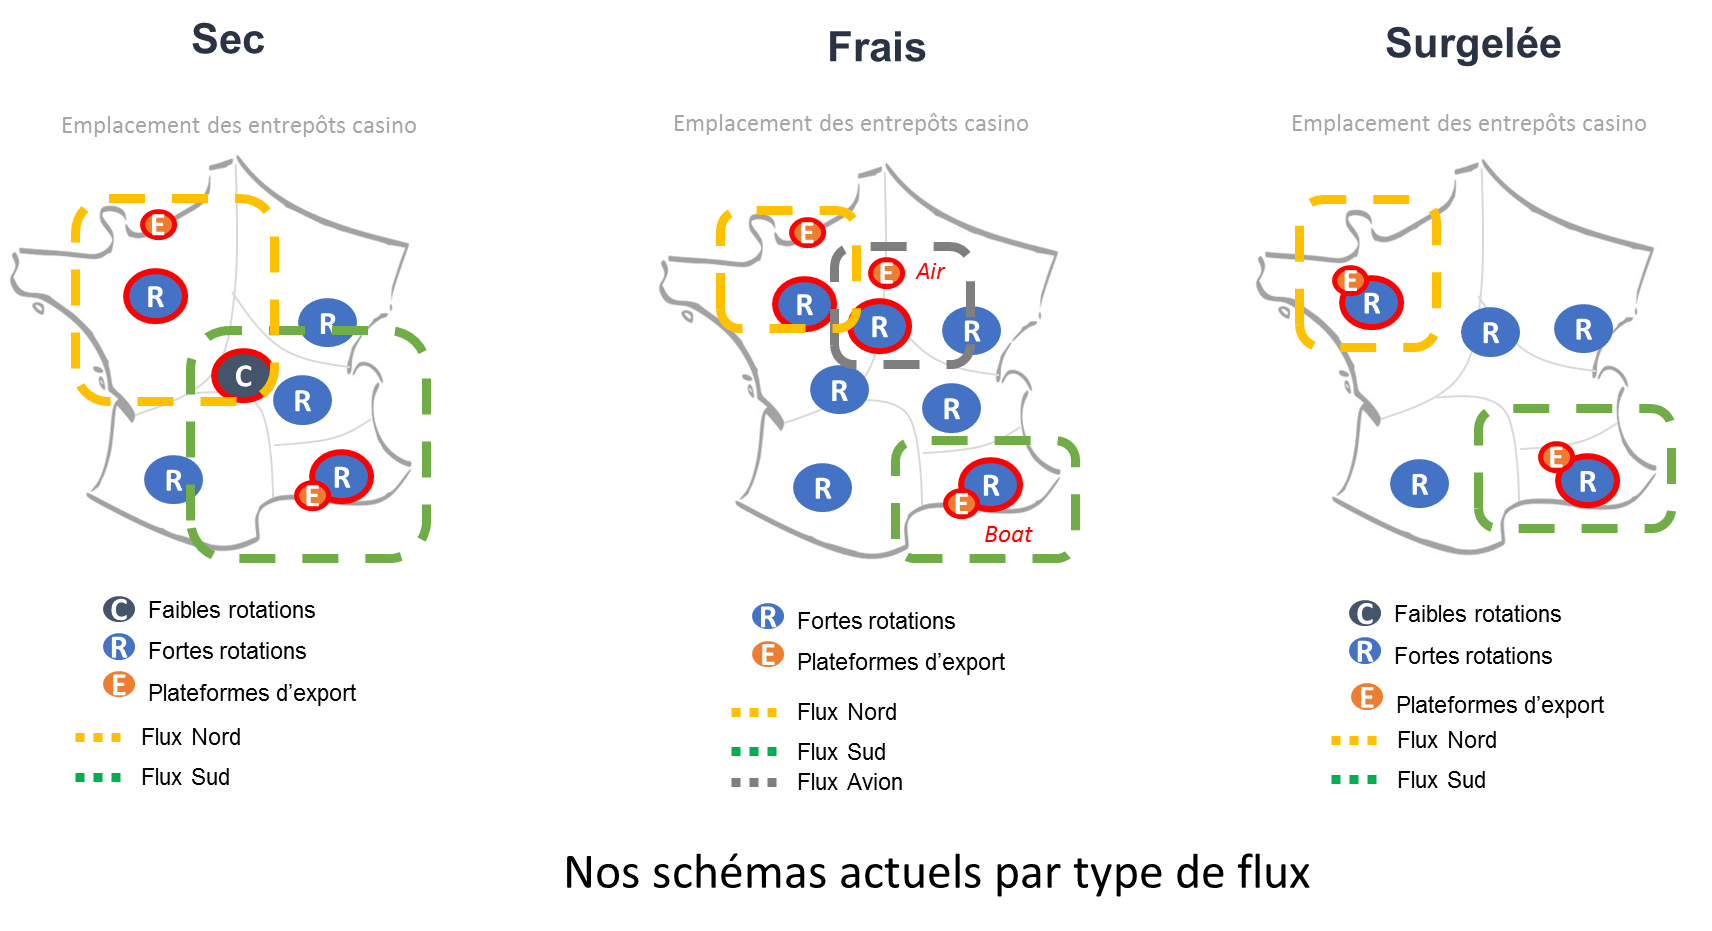 Sec
Emplacement des entrepôts casino
E
R
R
C
R
R
R
E
C Faibles rotations
R Fortes rotations
E Plateformes d'export
Flux Nord
Flux Sud
Frais
Emplacement des entrepôts casino
E
E Air
R
R
R
R
R
R
R
E
Boat
R Fortes rotations
E Plateformes d'export
Flux Nord
Flux Sud
Flux Avion
Surgelée
Emplacement des entrepôts casino
E
R
R
R
E
R
R
C Faibles rotations
R Fortes rotations
E Plateformes d'export
Flux Nord
Flux Sud
Nos schémas actuels par type de flux